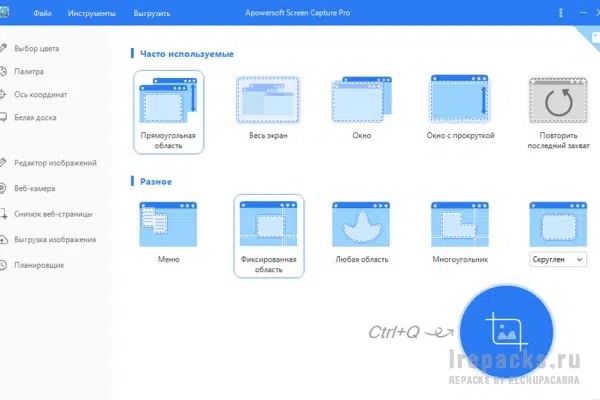 Файл Инструменты Выгрузить Apowersoft Screen Capture Pro
Выбор цвета
Палитра
Ось координат
Белая доска
Редактор изображений
Веб-камера
Снимок веб-страницы
Выгрузка изображения
Планировщик
Часто используемые
Прямоугольная
область
Весь экран
Окно
Окно с прокруткой
Повторить
последний захват
Разное
Меню
Фиксированная
область
Любая область
Многоугольник
Скруглен
Ctrl+Q
lrepacks.ru
REPACKS BY ELCHUPACABRA